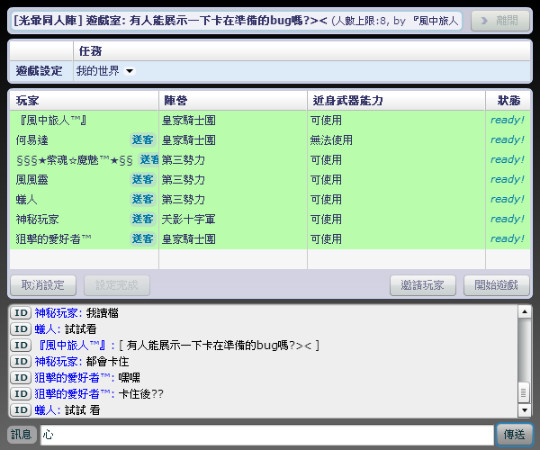 [光暈同人陣] 遊戲室: 有人能展示一下卡在準備的bug嗎?>< (人數上限:8, by 『風中旅人
離開
任務
遊戲設定 我的世界
玩家 陣營 近身武器能力 狀態
『風中旅人™』 皇家騎士團 可使用 ready!
何易達 送客 皇家騎士團 無法使用 ready!
§§§★紫魂☆魔魅™★§§ 送客 第三勢力 可使用 ready!
風風靈 送客 第三勢力 可使用 ready!
蟻人 送客 第三勢力 可使用 ready!
神秘玩家 送客 天影十字軍 可使用 ready!
狙擊的愛好者™ 送客 皇家騎士團 可使用 ready!
取消設定 設定完成 邀請玩家 開始遊戲
ID 神秘玩家: 我讀檔
ID 蟻人: 試試看
ID 『風中旅人™』: [ 有人能展示一下卡在準備的bug嗎?>< ]
ID 神秘玩家: 都會卡住
ID 狙擊的愛好者™: 嘿嘿
ID 狙擊的愛好者™: 卡住後??
ID 蟻人: 試試 看
訊息 心 傳送